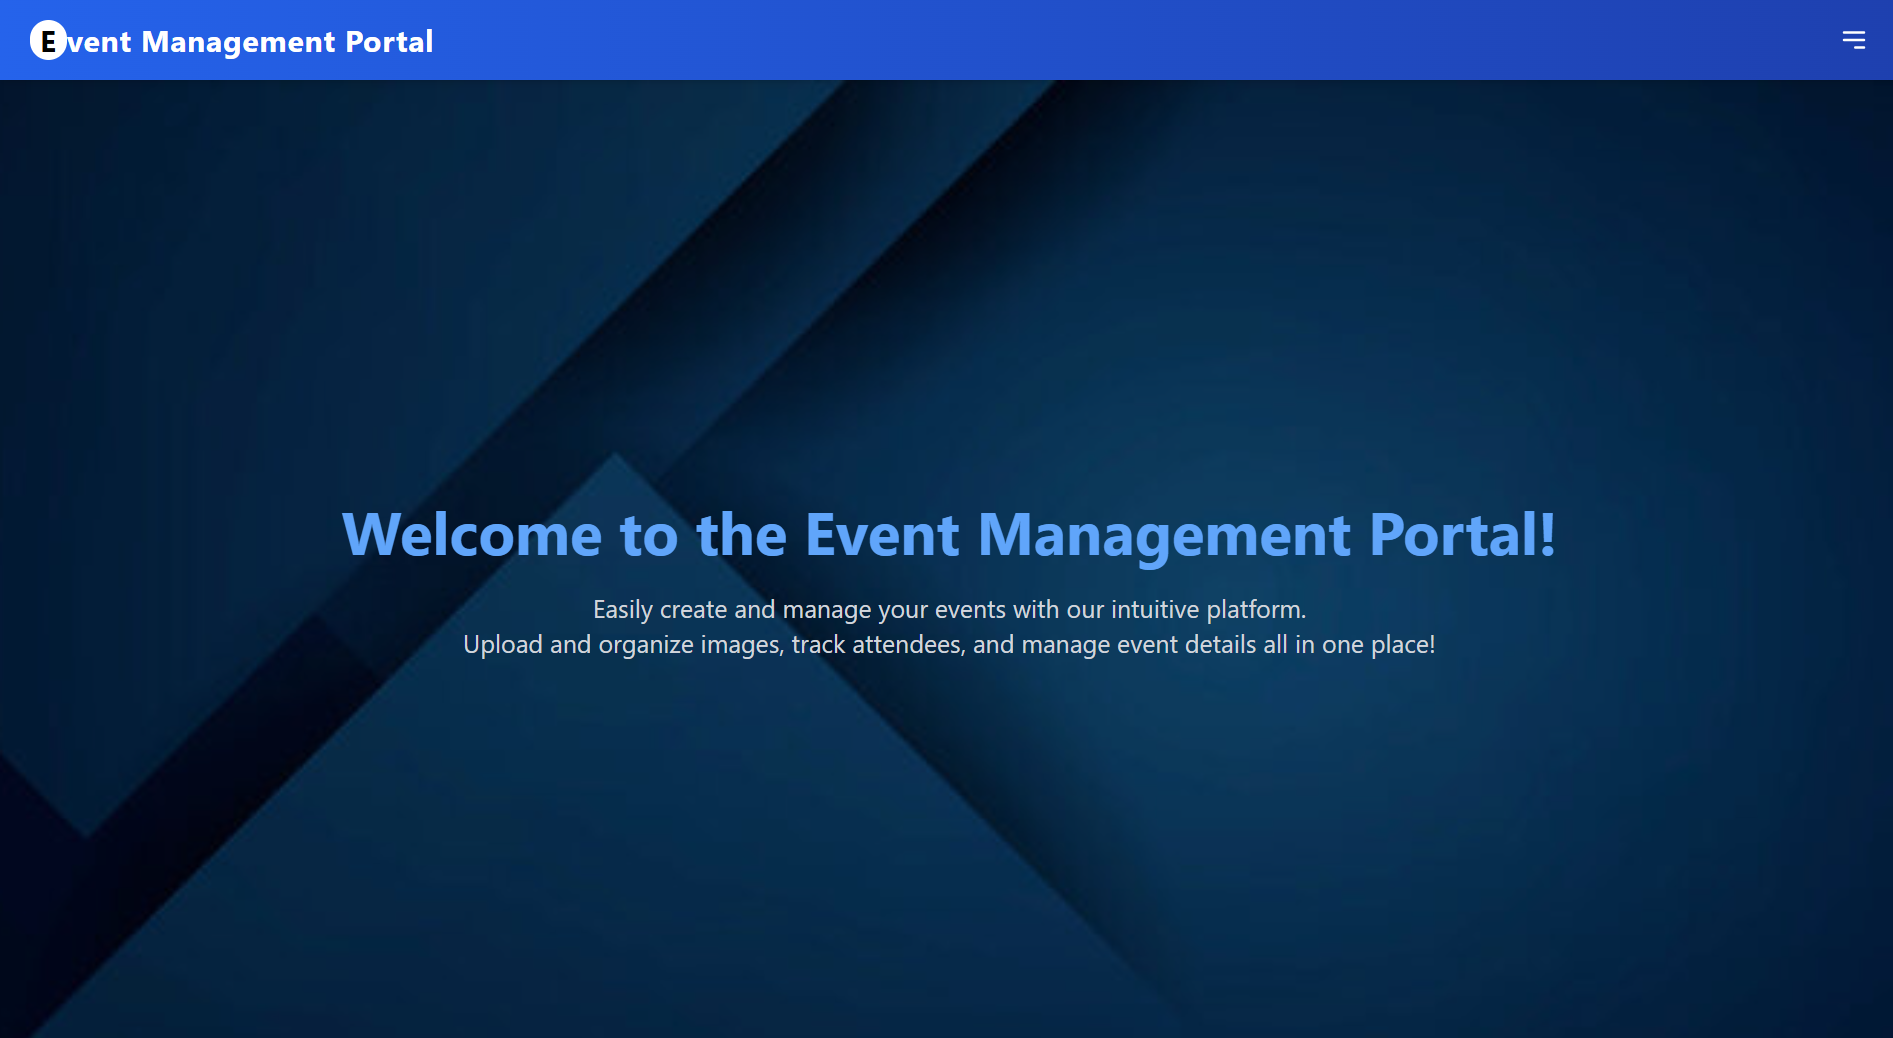 Event Management Portal
Welcome to the Event Management Portal!
Easily create and manage your events with our intuitive platform.
Upload and organize images, track attendees, and manage event details all in one place!